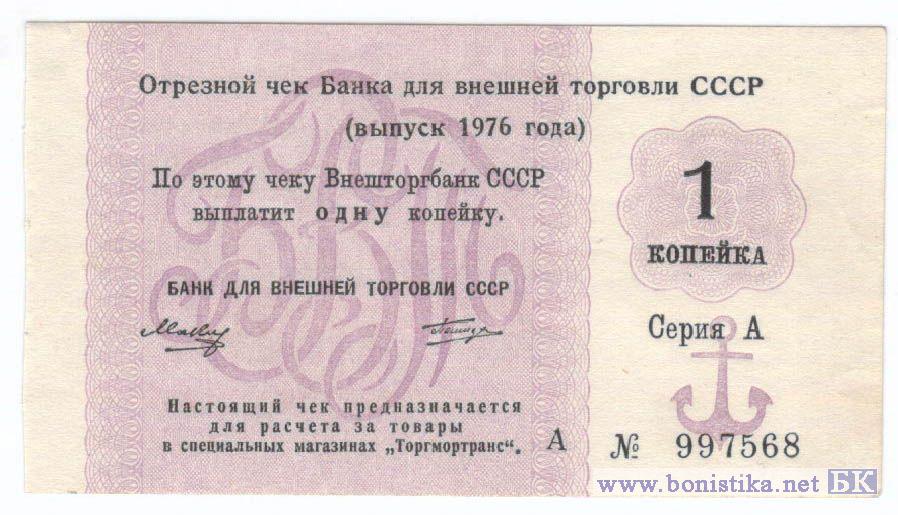 Отрезной чек Банка для внешней торговли СССР
(выпуск 1976 года)
По этому чеку Внешторгбанк СССР
выплатит одну копейку.
1
КОПЕЙКА
БАНК ДЛЯ ВНЕШНЕЙ ТОРГОВЛИ СССР
Серия А
Настоящий чек предназначается
для расчета за товары
в специальных магазинах „Торгмортранс“.
А
№ 997568
www.bonistika.net БК